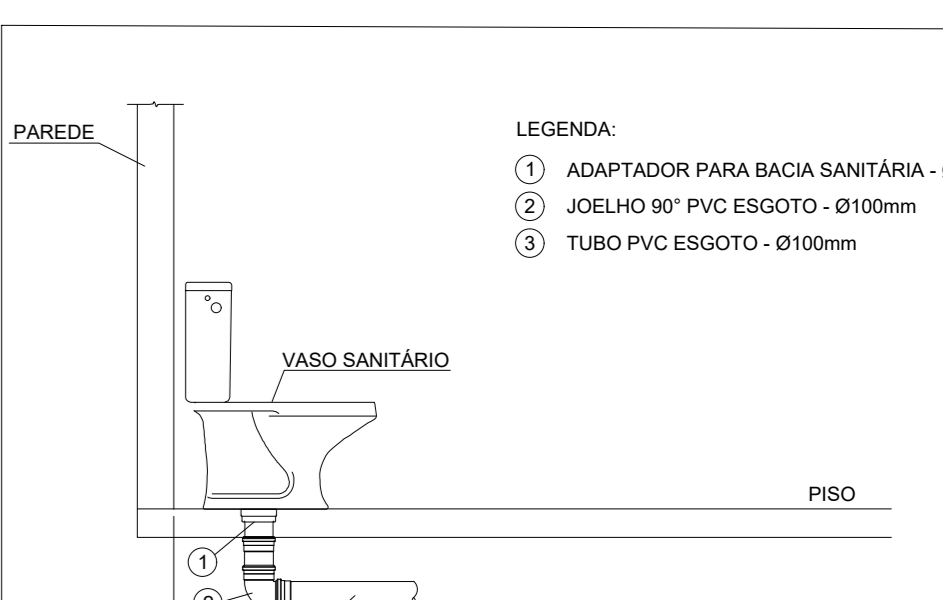 PAREDE
LEGENDA:
1 ADAPTADOR PARA BACIA SANITÁRIA -
2 JOELHO 90° PVC ESGOTO - Ø100mm
3 TUBO PVC ESGOTO - Ø100mm
VASO SANITÁRIO
PISO
1
2